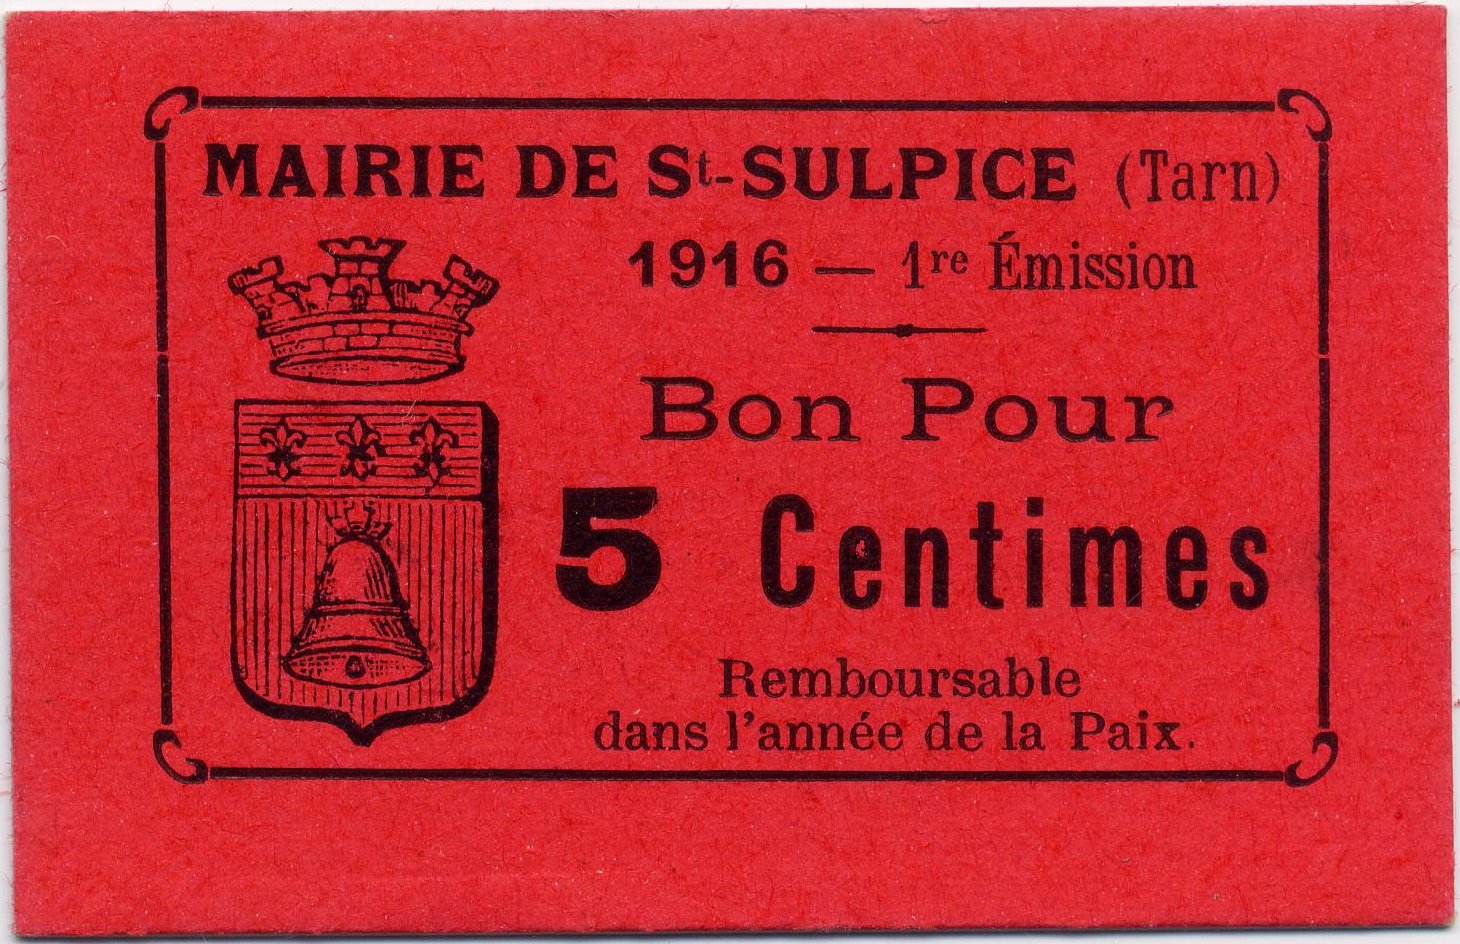 MAIRIE DE St-SULPICE (Tarn)
1916 — 1re Émission
Bon Pour
5 Centimes
Remboursable
dans l'année de la Paix.